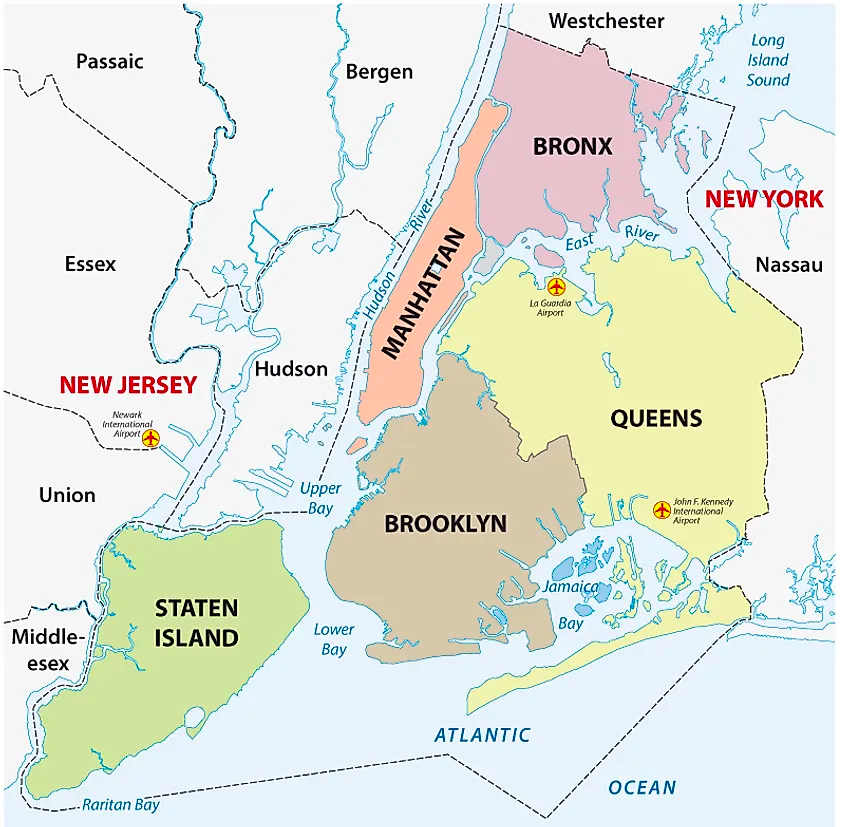 Westchester
Passaic
Bergen
Long
Island
Sound
BRONX
NEW YORK
River
East River
MANHATTAN
Essex
Nassau
Hudson
La Guardia
Airport
Hudson
NEW JERSEY
Newark
International
Airport
QUEENS
Union
Upper
Bay
John F. Kennedy
International
Airport
BROOKLYN
Jamaica
Bay
STATEN
ISLAND
Middle-
esex
Lower
Bay
ATLANTIC
OCEAN
Raritan Bay